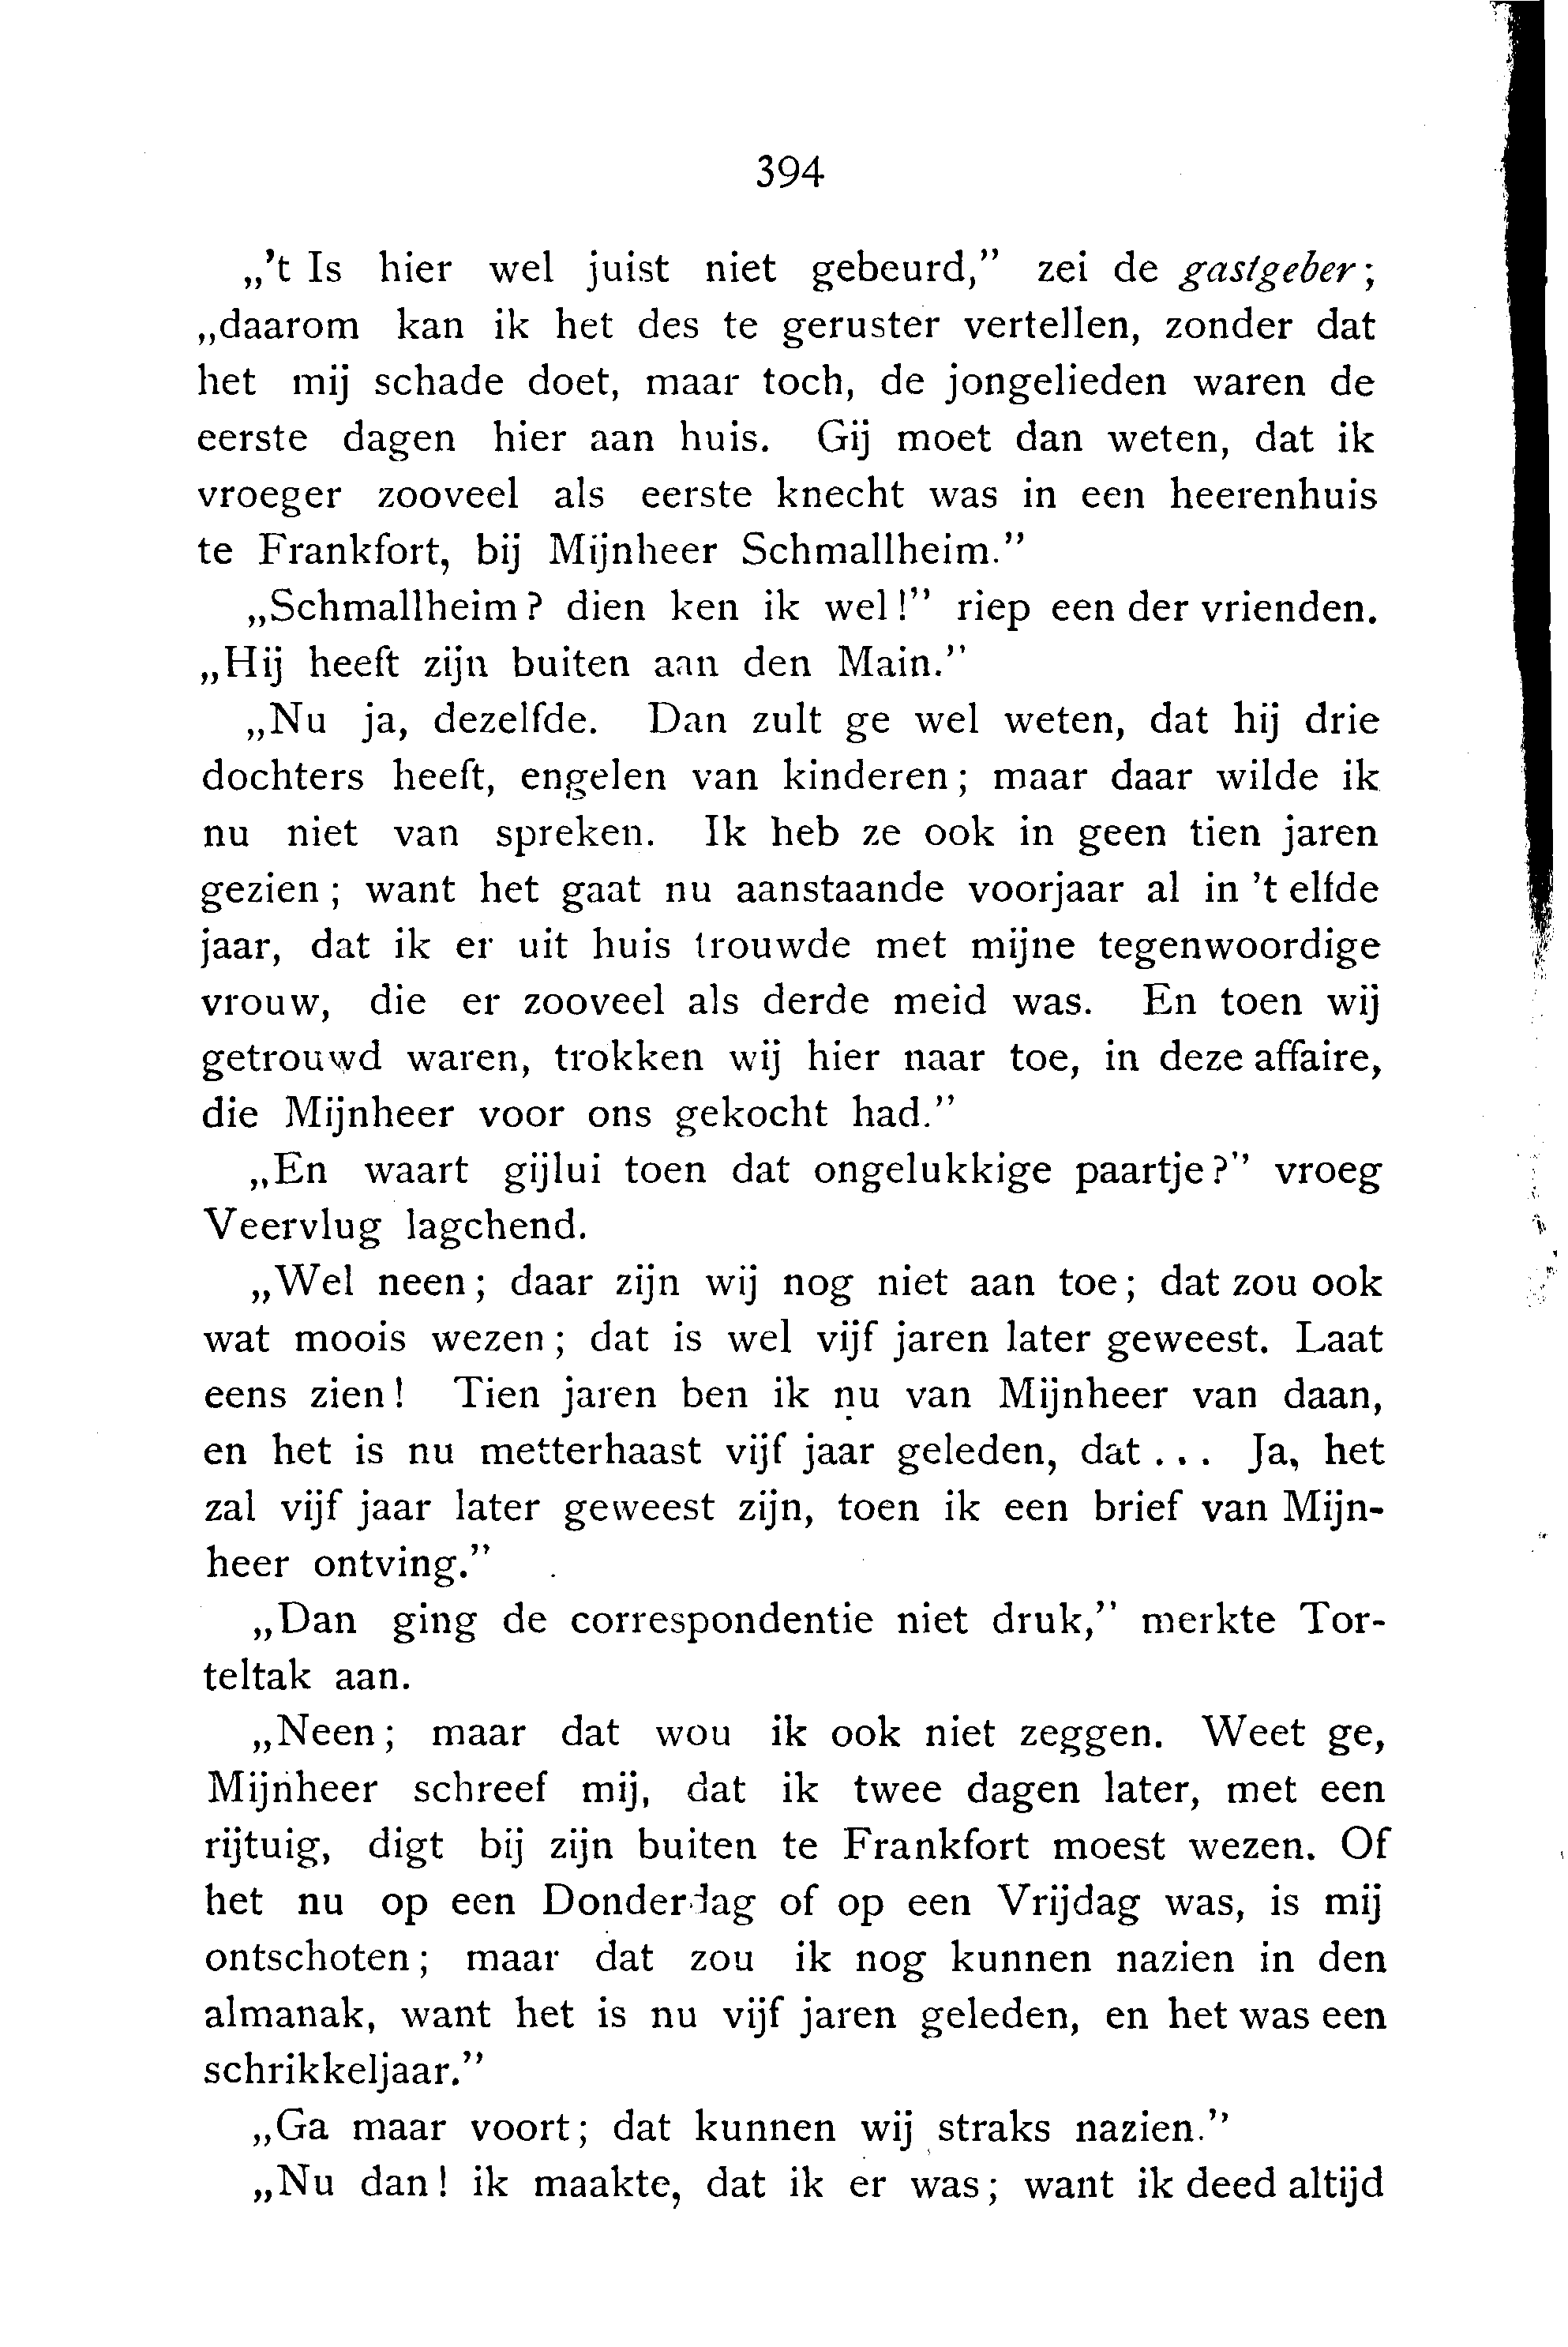 394
„’t Is hier wel juist niet gebeurd,” zei de gastgeber;
„daarom kan ik het des te geruster vertellen, zonder dat
het mij schade doet, maar toch, de jongelieden waren de
eerste dagen hier aan huis. Gij moet dan weten, dat ik
vroeger zooveel als eerste knecht was in een heerenhuis
te Frankfort, bij Mijnheer Schmallheim.”
„Schmallheim? dien ken ik wel!” riep een der vrienden.
„Hij heeft zijn buiten aan den Main.”
„Nu ja, dezelfde. Dan zult ge wel weten, dat hij drie
dochters heeft, engelen van kinderen; maar daar wilde ik
nu niet van spreken. Ik heb ze ook in geen tien jaren
gezien; want het gaat nu aanstaande voorjaar al in ’t elfde
jaar, dat ik er uit huis trouwde met mijne tegenwoordige
vrouw, die er zooveel als derde meid was. En toen wij
getrouwd waren, trokken wij hier naar toe, in deze affaire,
die Mijnheer voor ons gekocht had.”
„En waart gijlui toen dat ongelukkige paartje?” vroeg
Veervlug lagchend.
„Wel neen; daar zijn wij nog niet aan toe; dat zou ook
wat moois wezen; dat is wel vijf jaren later geweest. Laat
eens zien! Tien jaren ben ik nu van Mijnheer van daan,
en het is nu metterhaast vijf jaar geleden, dat... Ja, het
zal vijf jaar later geweest zijn, toen ik een brief van Mijn-
heer ontving.”
„Dan ging de correspondentie niet druk,” merkte Tor-
teltak aan.
„Neen; maar dat wou ik ook niet zeggen. Weet ge,
Mijnheer schreef mij, dat ik twee dagen later, met een
rijtuig, digt bij zijn buiten te Frankfort moest wezen. Of
het nu op een Donderdag of op een Vrijdag was, is mij
ontschoten; maar dat zou ik nog kunnen nazien in den
almanak, want het is nu vijf jaren geleden, en het was een
schrikkeljaar.”
„Ga maar voort; dat kunnen wij straks nazien.”
„Nu dan! ik maakte, dat ik er was; want ik deed altijd